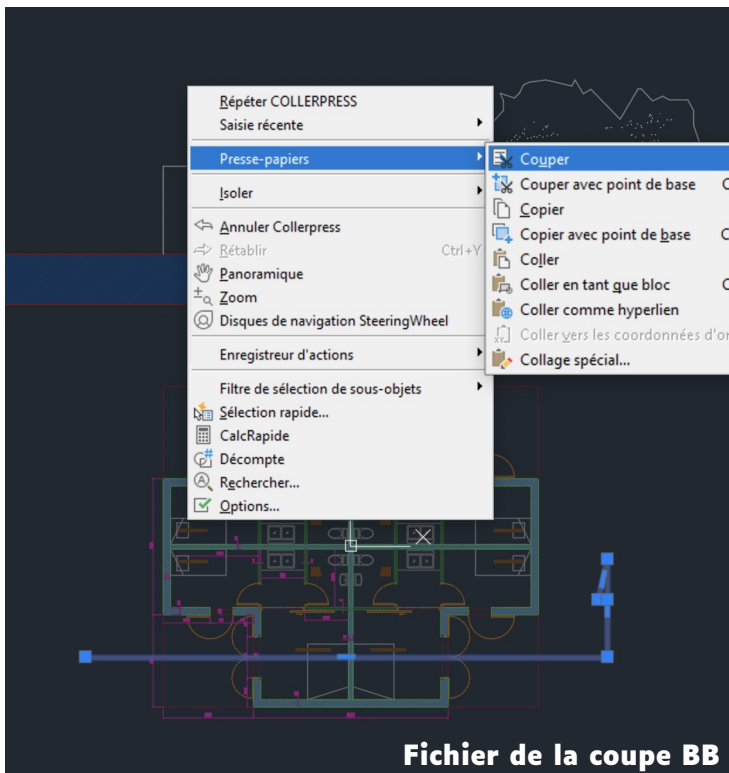 Répéter COLLERPRESS
Saisie récente
Presse-papiers
Isoler
Annuler Collerpress
Rétablir Ctrl+Y
Panoramique
Zoom
Disques de navigation SteeringWheel
Enregistreur d'actions
Filtre de sélection de sous-objets
Sélection rapide...
CalcRapide
Décompte
Rechercher...
Options...
Couper
Couper avec point de base C
Copier
Copier avec point de base C
Coller
Coller en tant que bloc C
Coller comme hyperlien
Coller vers les coordonnées d'or
Collage spécial...
Fichier de la coupe BB